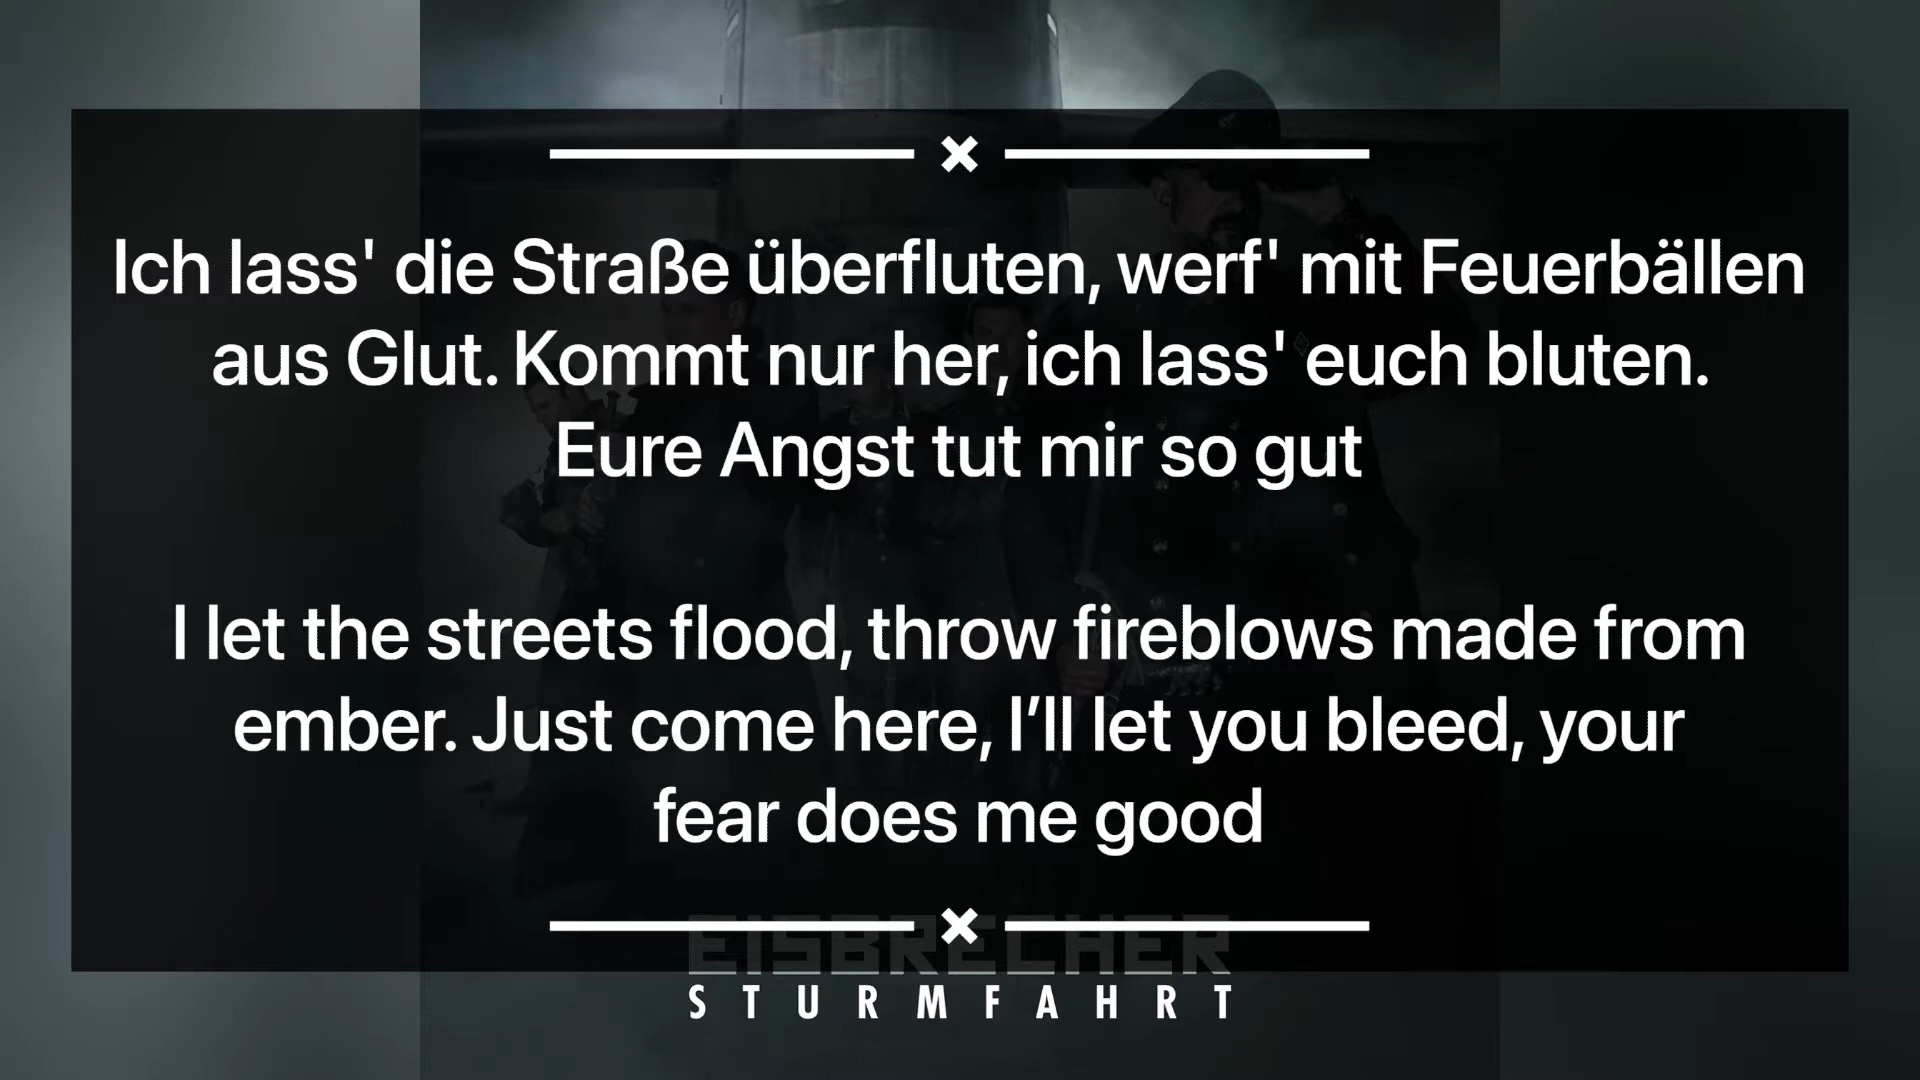 Ich lass' die Straße überfluten, werf' mit Feuerbällen
aus Glut. Kommt nur her, ich lass' euch bluten.
Eure Angst tut mir so gut
I let the streets flood, throw fireblows made from
ember. Just come here, I’ll let you bleed, your
fear does me good
EISBRECHER
STURMFAHRT